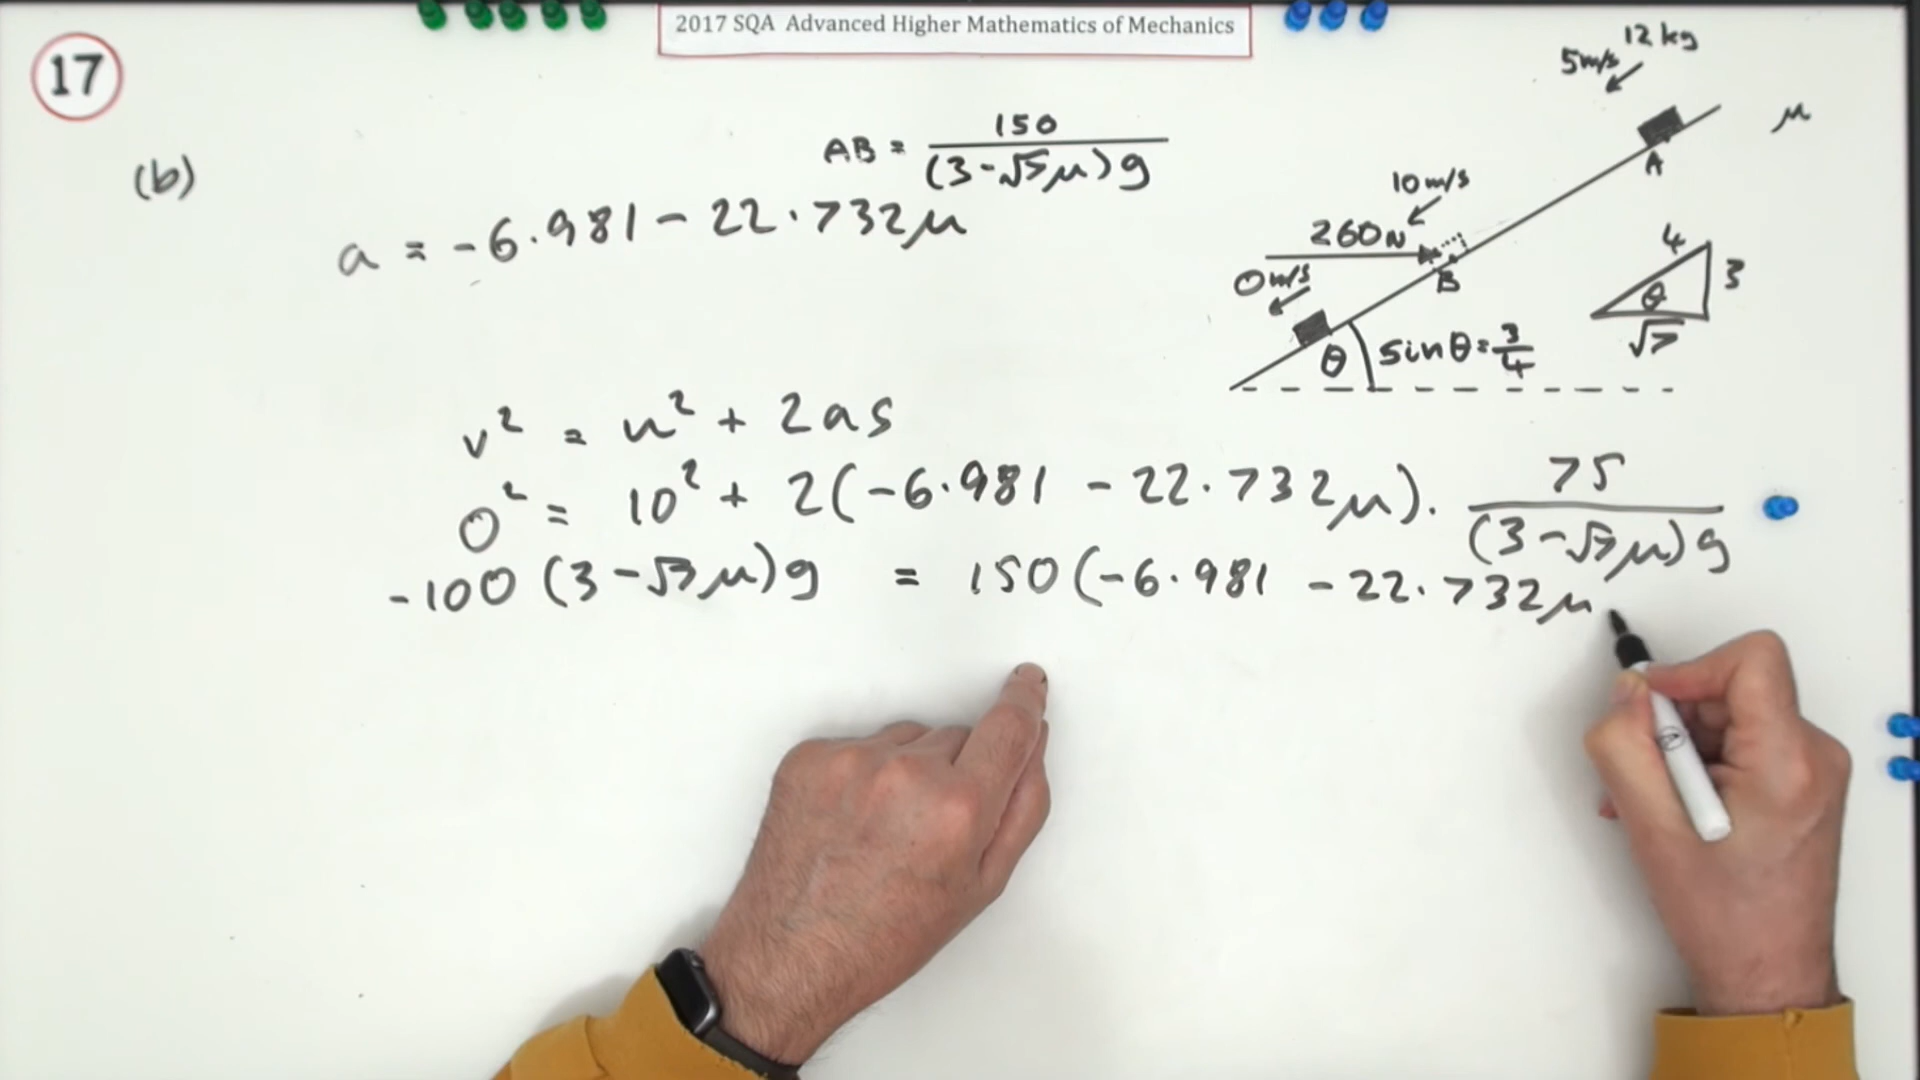 2017 SQA Advanced Higher Mathematics of Mechanics
17
(b)
AB = 150 / (3-√7μ)g
a = -6.981 - 22.732μ
12 kg
5m/s
μ
A
10 m/s
260N
B
0 m/s
θ
sinθ = 3/4
4
3
θ
√7
v² = u² + 2as
0² = 10² + 2(-6.981 - 22.732μ). 75 / (3-√7μ)g
-100 (3-√7μ)g = 150(-6.981 - 22.732μ